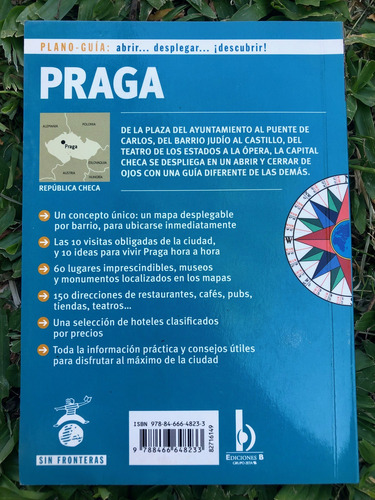 PLANO-GUÍA: abrir... desplegar... ¡descubrir!
PRAGA
ALEMANIA
POLONIA
Praga
ESLOVAQUIA
AUSTRIA
HUNGRÍA
REPÚBLICA CHECA
DE LA PLAZA DEL AYUNTAMIENTO AL PUENTE DE
CARLOS, DEL BARRIO JUDÍO AL CASTILLO, DEL
TEATRO DE LOS ESTADOS A LA ÓPERA, LA CAPITAL
CHECA SE DESPLIEGA EN UN ABRIR Y CERRAR DE
OJOS CON UNA GUÍA DIFERENTE DE LAS DEMÁS.
Un concepto único: un mapa desplegable
por barrio, para ubicarse inmediatamente
Las 10 visitas obligadas de la ciudad,
y 10 ideas para vivir Praga hora a hora
60 lugares imprescindibles, museos
y monumentos localizados en los mapas
150 direcciones de restaurantes, cafés, pubs,
tiendas, teatros...
Una selección de hoteles clasificados
por precios
Toda la información práctica y consejos útiles
para disfrutar al máximo de la ciudad
SIN FRONTERAS
ISBN 978-84-666-4823-3
9 788466 648233
82716149
b
EDICIONES B
GRUPO ZETA